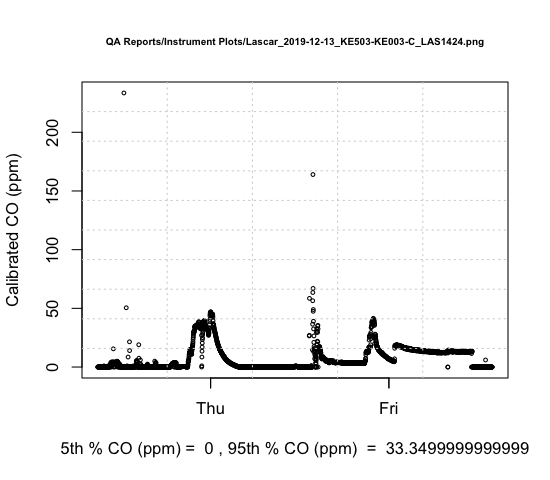 QA Reports/Instrument Plots/Lascar_2019-12-13_KE503-KE003-C_LAS1424.png
200
150
100
50
0
Calibrated CO (ppm)
Thu Fri
5th % CO (ppm) = 0 , 95th % CO (ppm) = 33.3499999999999